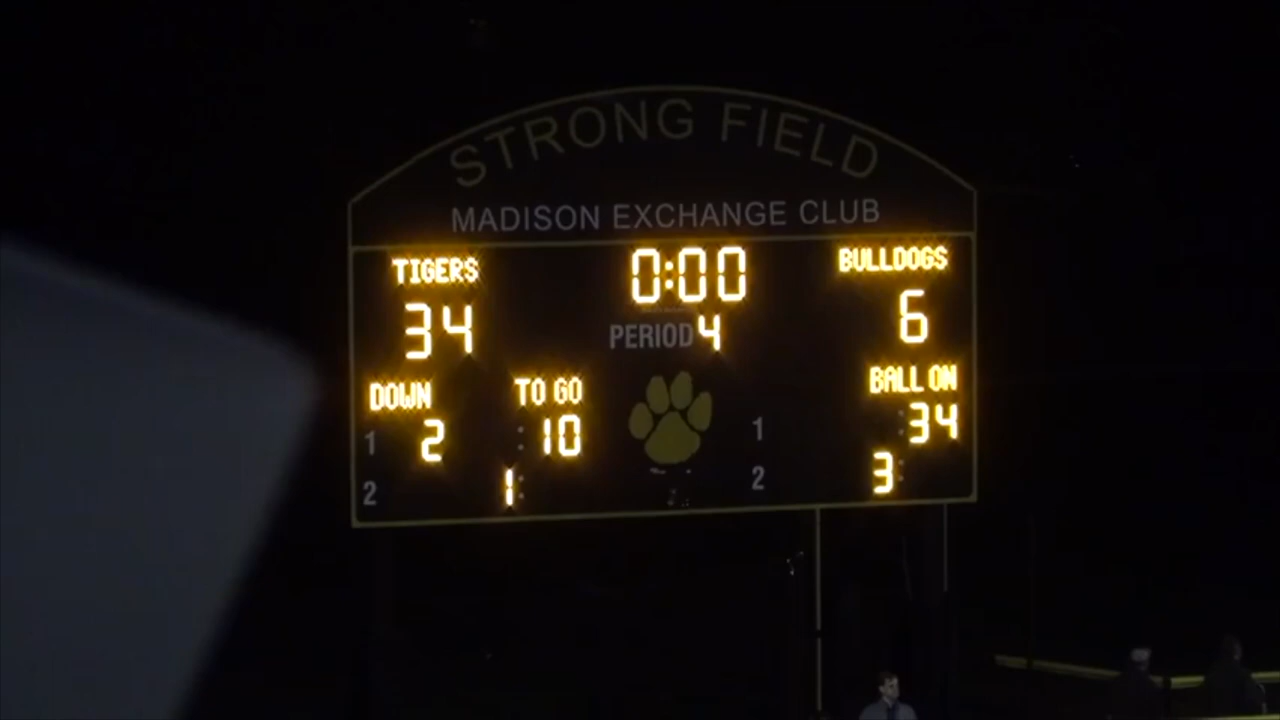 STRONG FIELD
MADISON EXCHANGE CLUB
TIGERS 0:00 BULLDOGS
34 PERIOD 4 6
DOWN TO GO BALL ON
1 2 : 10 1 : 34
2 1: 2 3: